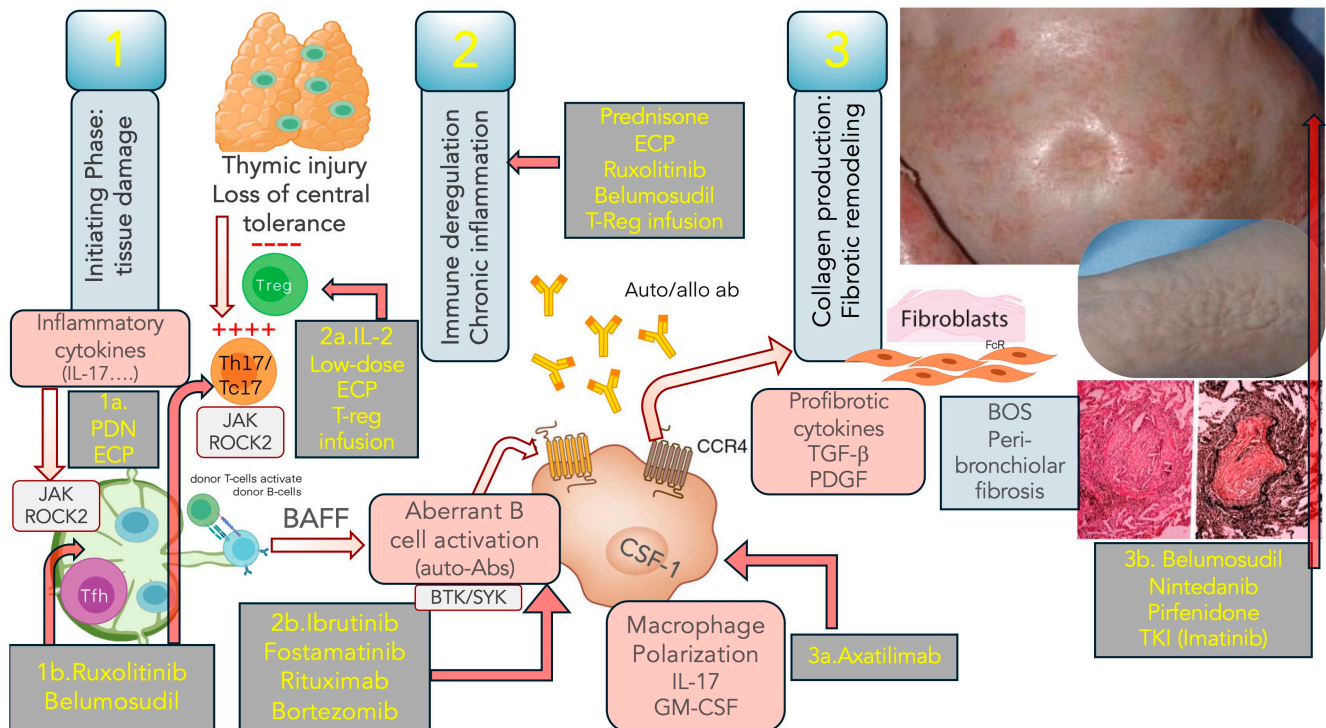 1
Initiating Phase:
tissue damage
Thymic injury
Loss of central
tolerance
----
Treg
++++
Th17/
Tc17
JAK
ROCK2
Inflammatory
cytokines
(IL-17....)
1a.
PDN
ECP
JAK
ROCK2
Tfh
1b.Ruxolitinib
Belumosudil
donor T-cells activate
donor B-cells
BAFF
2
Immune deregulation
Chronic inflammation
Prednisone
ECP
Ruxolitinib
Belumosudil
T-Reg infusion
2a.IL-2
Low-dose
ECP
T-reg
infusion
Auto/allo ab
Aberrant B
cell activation
(auto-Abs)
BTK/SYK
2b.Ibrutinib
Fostamatinib
Rituximab
Bortezomib
CCR4
CSF-1
Macrophage
Polarization
IL-17
GM-CSF
3a.Axatilimab
3
Collagen production:
Fibrotic remodeling
Fibroblasts
FcR
Profibrotic
cytokines
TGF-β
PDGF
BOS
Peri-
bronchiolar
fibrosis
3b. Belumosudil
Nintedanib
Pirfenidone
TKI (Imatinib)